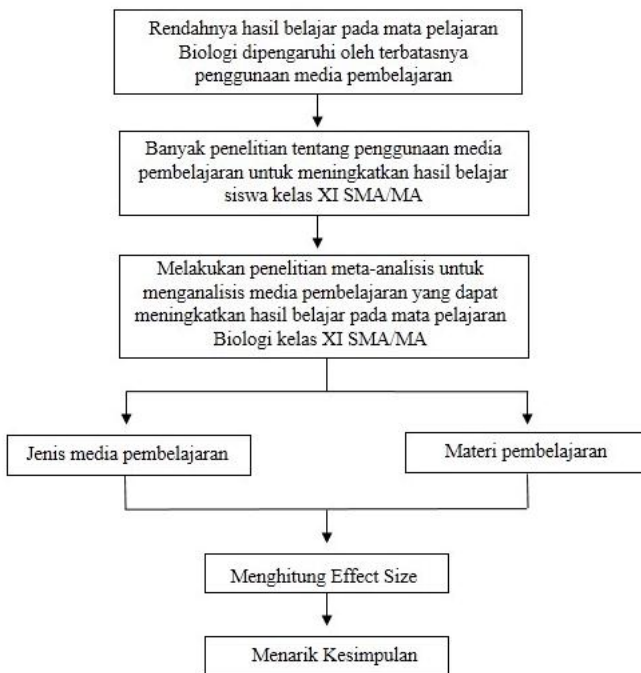 Rendahnya hasil belajar pada mata pelajaran
Biologi dipengaruhi oleh terbatasnya
penggunaan media pembelajaran
Banyak penelitian tentang penggunaan media
pembelajaran untuk meningkatkan hasil belajar
siswa kelas XI SMA/MA
Melakukan penelitian meta-analisis untuk
menganalisis media pembelajaran yang dapat
meningkatkan hasil belajar pada mata pelajaran
Biologi kelas XI SMA/MA
Jenis media pembelajaran
Materi pembelajaran
Menghitung Effect Size
Menarik Kesimpulan